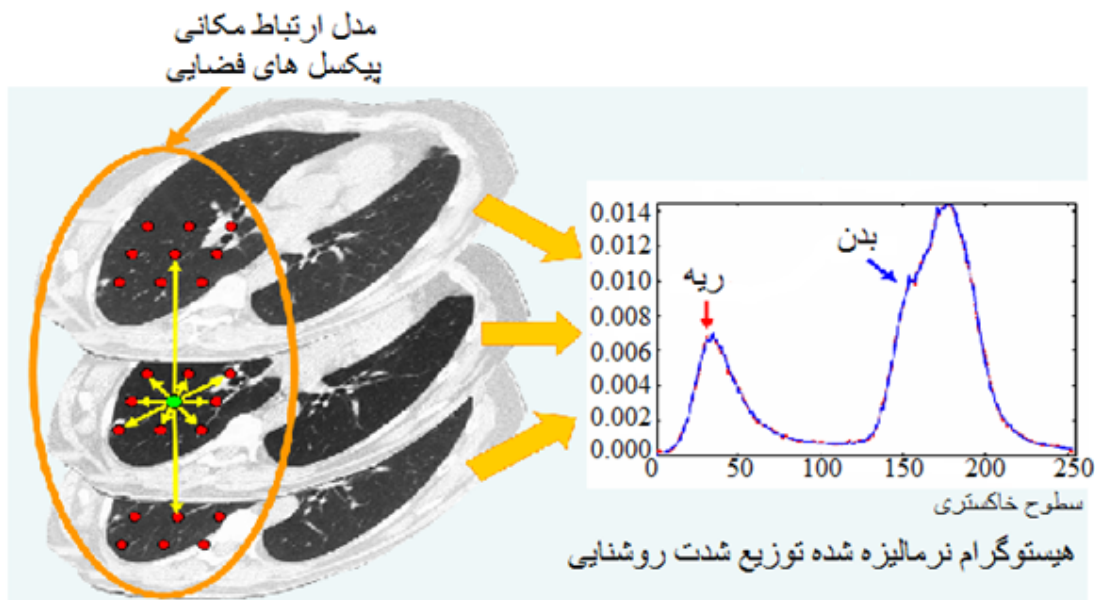 مدل ارتباط مکانی
پیکسل های فضایی
0.014
0.012
0.010
0.008
0.006
0.004
0.002
0.000
بدن
ریه
0 50 100 150 200 250
سطوح خاکستری
هیستوگرام نرمالیزه شده توزیع شدت روشنایی